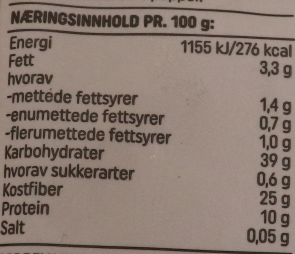 NÆRINGSINNHOLD PR. 100 g:
Energi 1155 kJ/276 kcal
Fett 3,3 g
hvorav
-mettede fettsyrer 1,4 g
-enumettede fettsyrer 0,7 g
-flerumettede fettsyrer 1,0 g
Karbohydrater 39 g
hvorav sukkerarter 0,6 g
Kostfiber 25 g
Protein 10 g
Salt 0,05 g